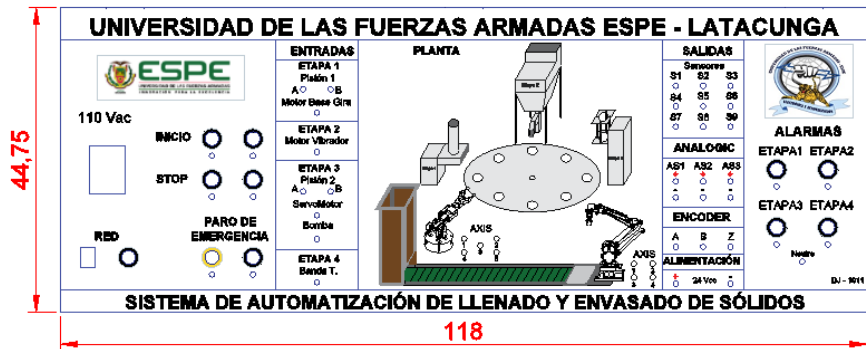 UNIVERSIDAD DE LAS FUERZAS ARMADAS ESPE - LATACUNGA
ESPE
110 Vac
INICIO
STOP
RED
PARO DE
EMERGENCIA
ENTRADAS
ETAPA 1
Pistón 1
A B
Motor Base Gira
ETAPA 2
Motor Vibrador
ETAPA 3
Pistón 2
A B
ServoMotor
Bomba
ETAPA 4
Banda T.
PLANTA
AXIS
AXIS
SALIDAS
Sensores
S1 S2 S3
S4 S5 S6
S7 S8 S9
ANALOGIC
AS1 AS2 AS3
+ + +
- - -
ENCODER
A B Z
ALIMENTACIÓN
+ 24 Vcc -
ALARMAS
ETAPA1 ETAPA2
ETAPA3 ETAPA4
Neutro
SISTEMA DE AUTOMATIZACIÓN DE LLENADO Y ENVASADO DE SÓLIDOS
44,75
118